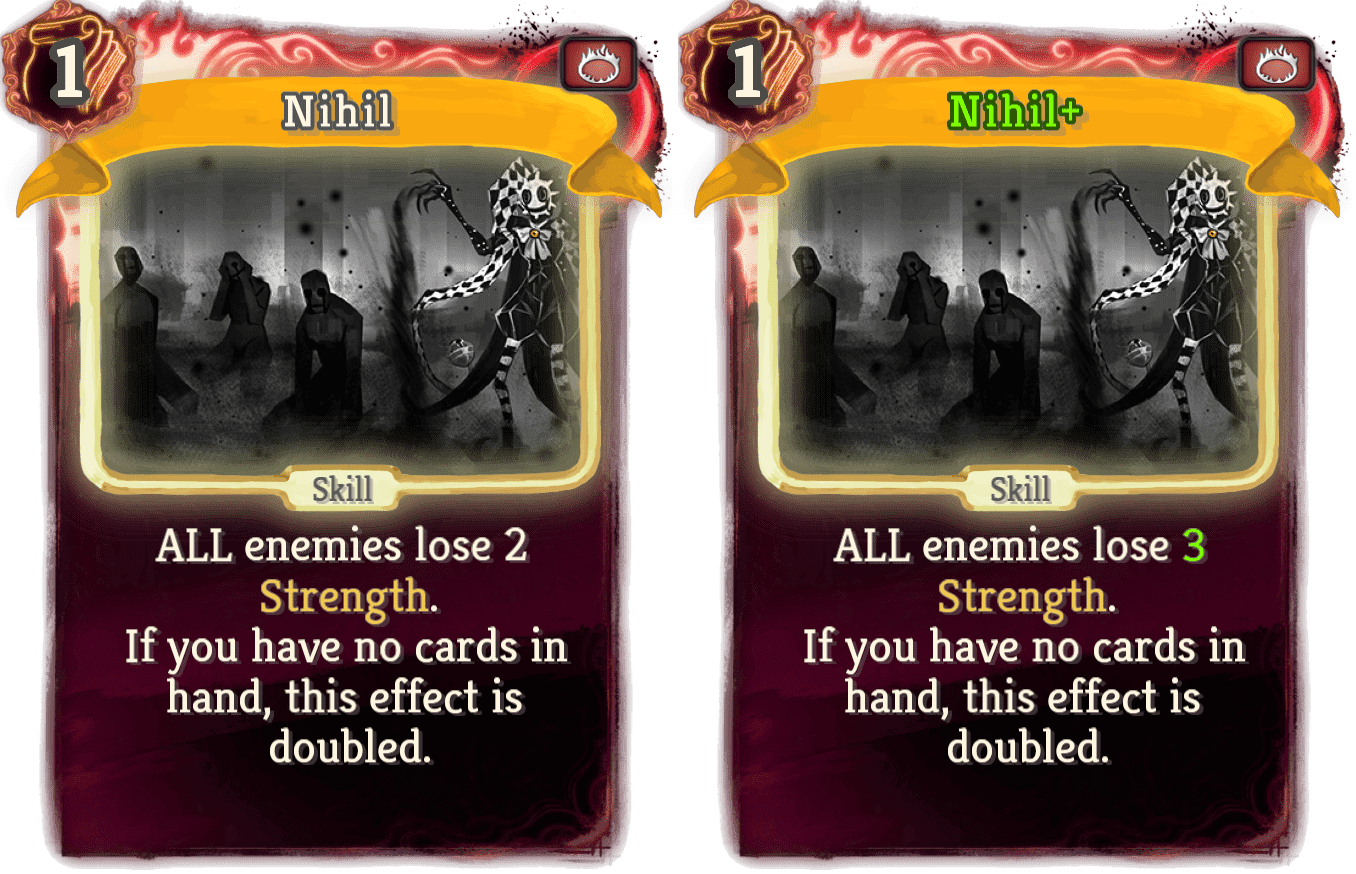 1
Nihil
Skill
ALL enemies lose 2
Strength.
If you have no cards in
hand, this effect is
doubled.
1
Nihil+
Skill
ALL enemies lose 3
Strength.
If you have no cards in
hand, this effect is
doubled.